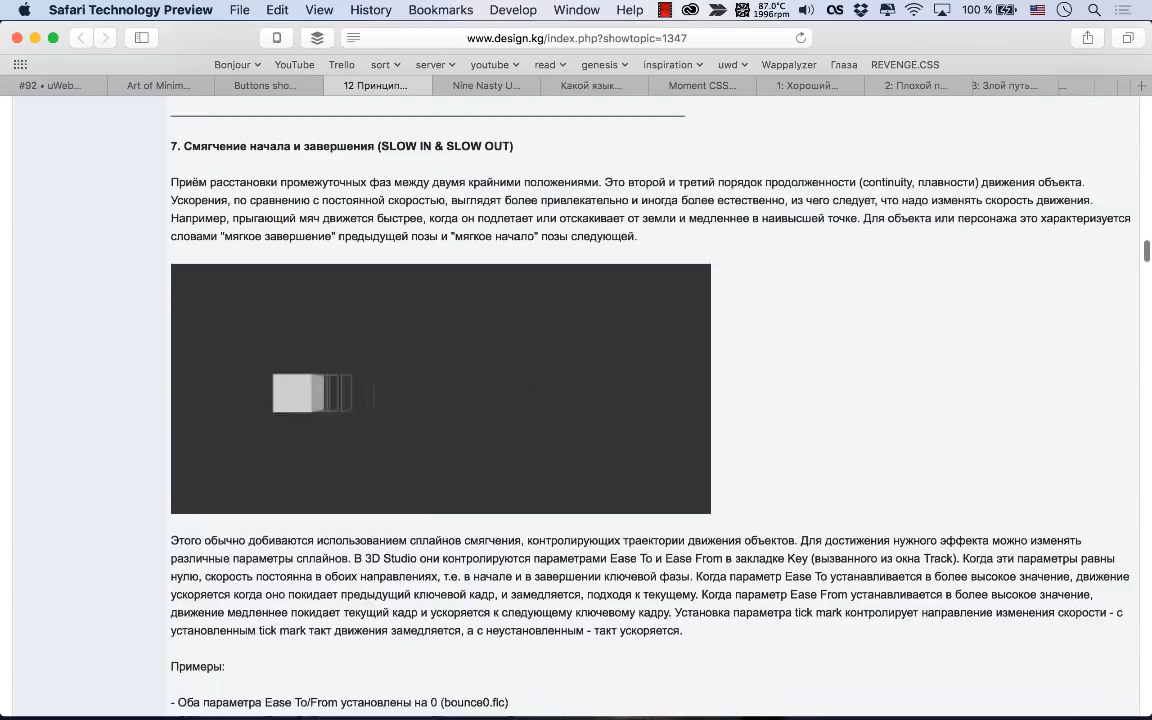 Safari Technology Preview File Edit View History Bookmarks Develop Window Help 87.0°C 1996rpm 100 %
www.design.kg/index.php?showtopic=1347
Bonjour YouTube Trello sort server youtube read genesis inspiration uwd Wappalyzer Глаза REVENGE.CSS
#92 • uWeb... Art of Minim... Buttons sho... 12 Принцип... Nine Nasty U... Какой язык... Moment CSS... 1: Хороший... 2: Плохой п... 3: Злой путь... ...
7. Смягчение начала и завершения (SLOW IN & SLOW OUT)
Приём расстановки промежуточных фаз между двумя крайними положениями. Это второй и третий порядок продолженности (continuity, плавности) движения объекта.
Ускорения, по сравнению с постоянной скоростью, выглядят более привлекательно и иногда более естественно, из чего следует, что надо изменять скорость движения.
Например, прыгающий мяч движется быстрее, когда он подлетает или отскакивает от земли и медленнее в наивысшей точке. Для объекта или персонажа это характеризуется
словами "мягкое завершение" предыдущей позы и "мягкое начало" позы следующей.
Этого обычно добиваются использованием сплайнов смягчения, контролирующих траектории движения объектов. Для достижения нужного эффекта можно изменять
различные параметры сплайнов. В 3D Studio они контролируются параметрами Ease To и Ease From в закладке Key (вызванного из окна Track). Когда эти параметры равны
нулю, скорость постоянна в обоих направлениях, т.е. в начале и в завершении ключевой фазы. Когда параметр Ease To устанавливается в более высокое значение, движение
ускоряется когда оно покидает предыдущий ключевой кадр, и замедляется, подходя к текущему. Когда параметр Ease From устанавливается в более высокое значение,
движение медленнее покидает текущий кадр и ускоряется к следующему ключевому кадру. Установка параметра tick mark контролирует направление изменения скорости - с
установленным tick mark такт движения замедляется, а с неустановленным - такт ускоряется.
Примеры:
- Оба параметра Ease To/From установлены на 0 (bounce0.flc)